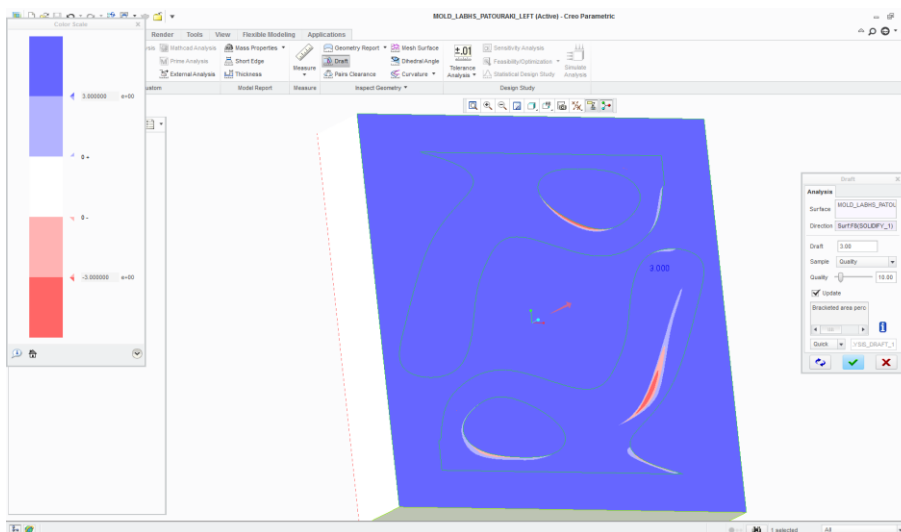 MOLD_LABHS_PATOURAKI_LEFT (Active) - Creo Parametric
Color Scale
Render Tools View Flexible Modeling Applications
Mathcad Analysis
Prime Analysis
External Analysis
Mass Properties
Short Edge
Thickness
Model Report
Measure
Measure
Geometry Report
Draft
Pairs Clearance
Mesh Surface
Dihedral Angle
Curvature
Inspect Geometry
±.01
Tolerance
Analysis
Sensitivity Analysis
Feasibility/Optimization
Statistical Design Study
Simulate
Analysis
Design Study
3.000000 e+00
0 +
0 -
-3.000000 e+00
3.000
Draft
Analysis
Surface MOLD_LABHS_PATOU
Direction Surf:F8(SOLIDIFY_1)
Draft 3.00
Sample Quality
Quality 10.00
Update
Bracketed area perc
Quick
1 selected
All